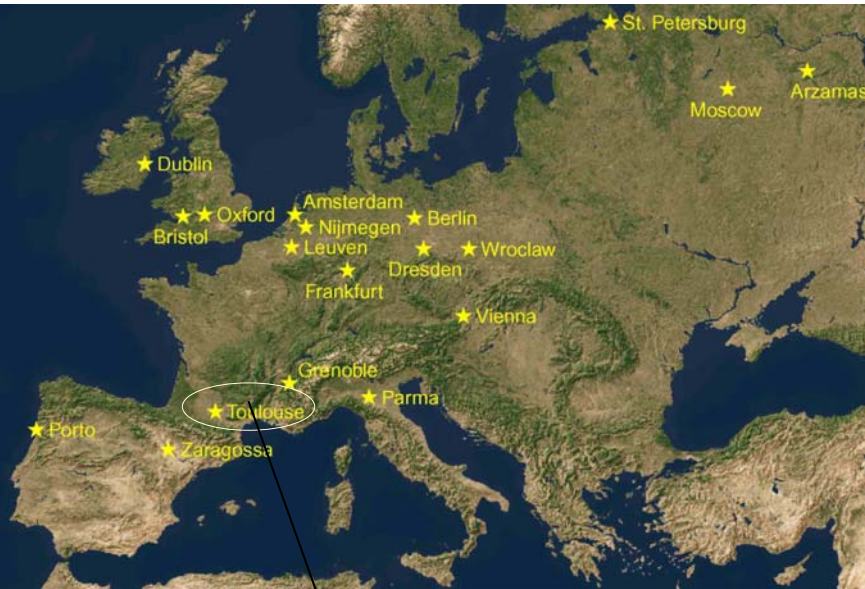 St. Petersburg
Arzamas
Moscow
Dublin
Oxford
Bristol
Amsterdam
Nijmegen
Leuven
Berlin
Dresden
Wroclaw
Frankfurt
Vienna
Grenoble
Toulouse
Parma
Porto
Zaragossa